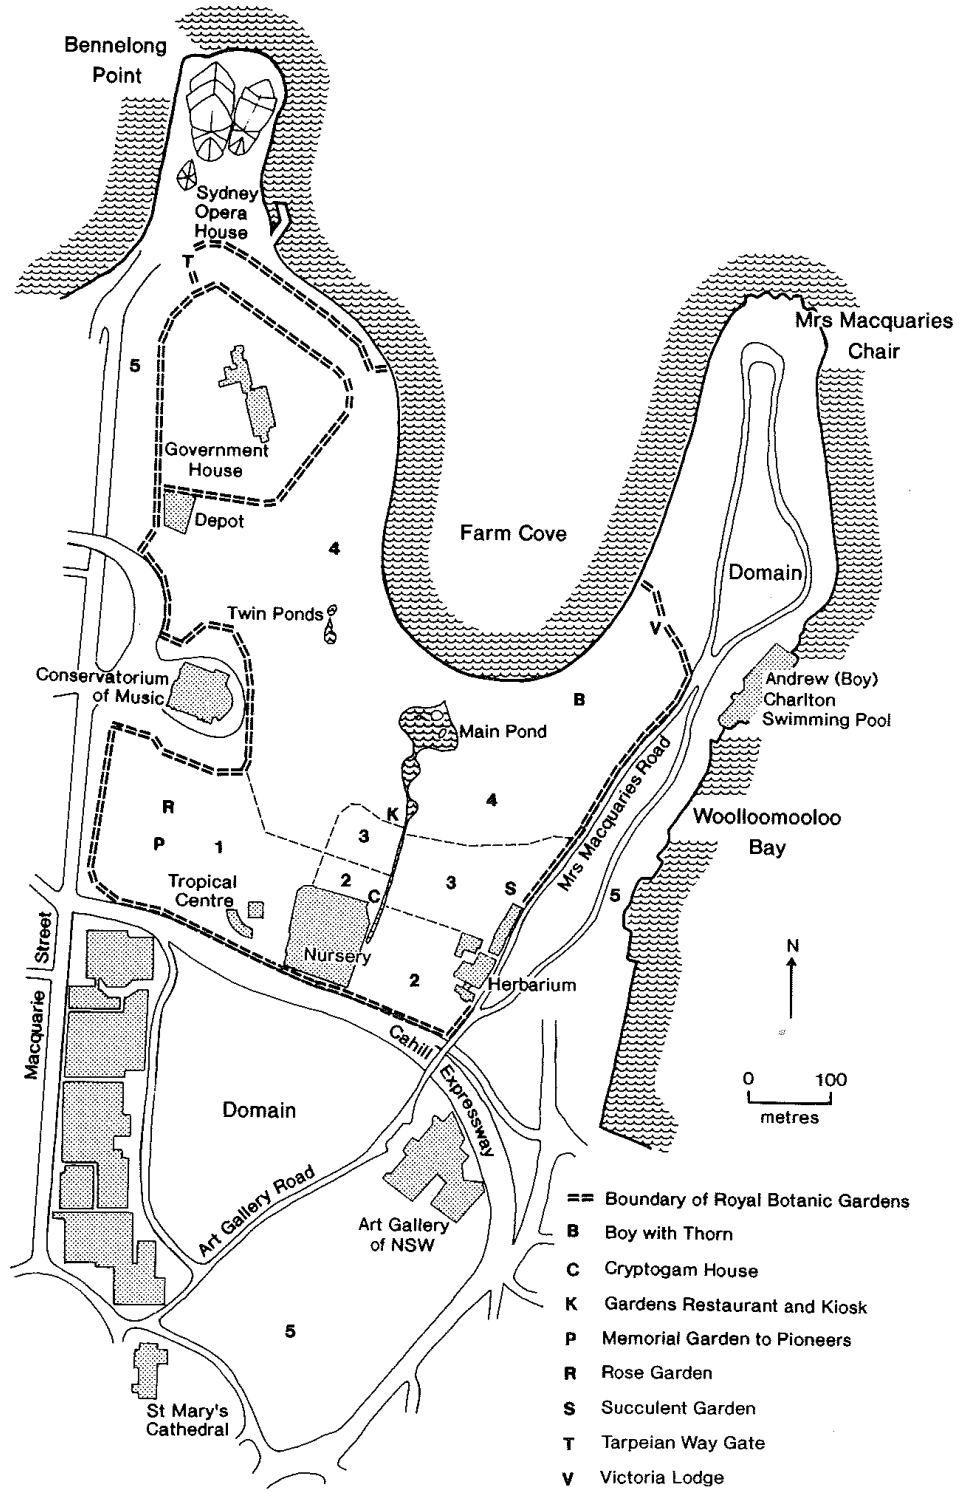 Bennelong
Point
Sydney
Opera
House
T
Mrs Macquaries
Chair
5
Government
House
Depot
Farm Cove
4
Domain
Twin Ponds
V
Conservatorium
of Music
Andrew (Boy)
Charlton
Swimming Pool
B
Main Pond
Mrs Macquaries Road
4
R
K
Woolloomooloo
Bay
P
1
3
Tropical
Centre
2
C
3
S
5
Macquarie Street
Nursery
2
Herbarium
N
Cahill Expressway
0 100
metres
Domain
Art Gallery Road
Art Gallery
of NSW
5
St Mary's
Cathedral
== Boundary of Royal Botanic Gardens
B Boy with Thorn
C Cryptogam House
K Gardens Restaurant and Kiosk
P Memorial Garden to Pioneers
R Rose Garden
S Succulent Garden
T Tarpeian Way Gate
V Victoria Lodge